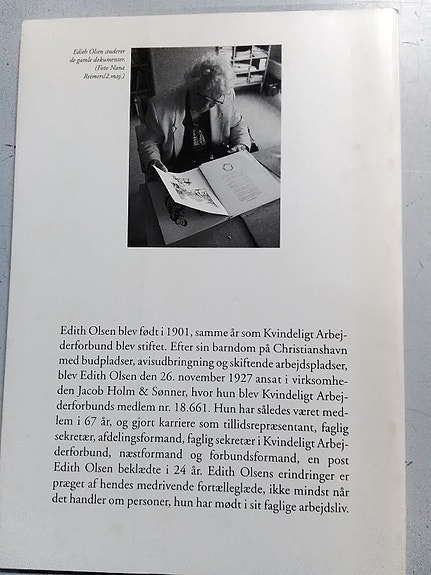 Edith Olsen studerer
de gamle dokumenter.
(Foto Nana
Reimers/2.maj.)
Edith Olsen blev født i 1901, samme år som Kvindeligt Arbej-
derforbund blev stiftet. Efter sin barndom på Christianshavn
med budpladser, avisudbringning og skiftende arbejdspladser,
blev Edith Olsen den 26. november 1927 ansat i virksomhe-
den Jacob Holm & Sønner, hvor hun blev Kvindeligt Arbej-
derforbunds medlem nr. 18.661. Hun har således været med-
lem i 67 år, og gjort karriere som tillidsrepræsentant, faglig
sekretær, afdelingsformand, faglig sekretær i Kvindeligt Arbej-
derforbund, næstformand og forbundsformand, en post
Edith Olsen beklædte i 24 år. Edith Olsens erindringer er
præget af hendes medrivende fortælleglæde, ikke mindst når
det handler om personer, hun har mødt i sit faglige arbejdsliv.